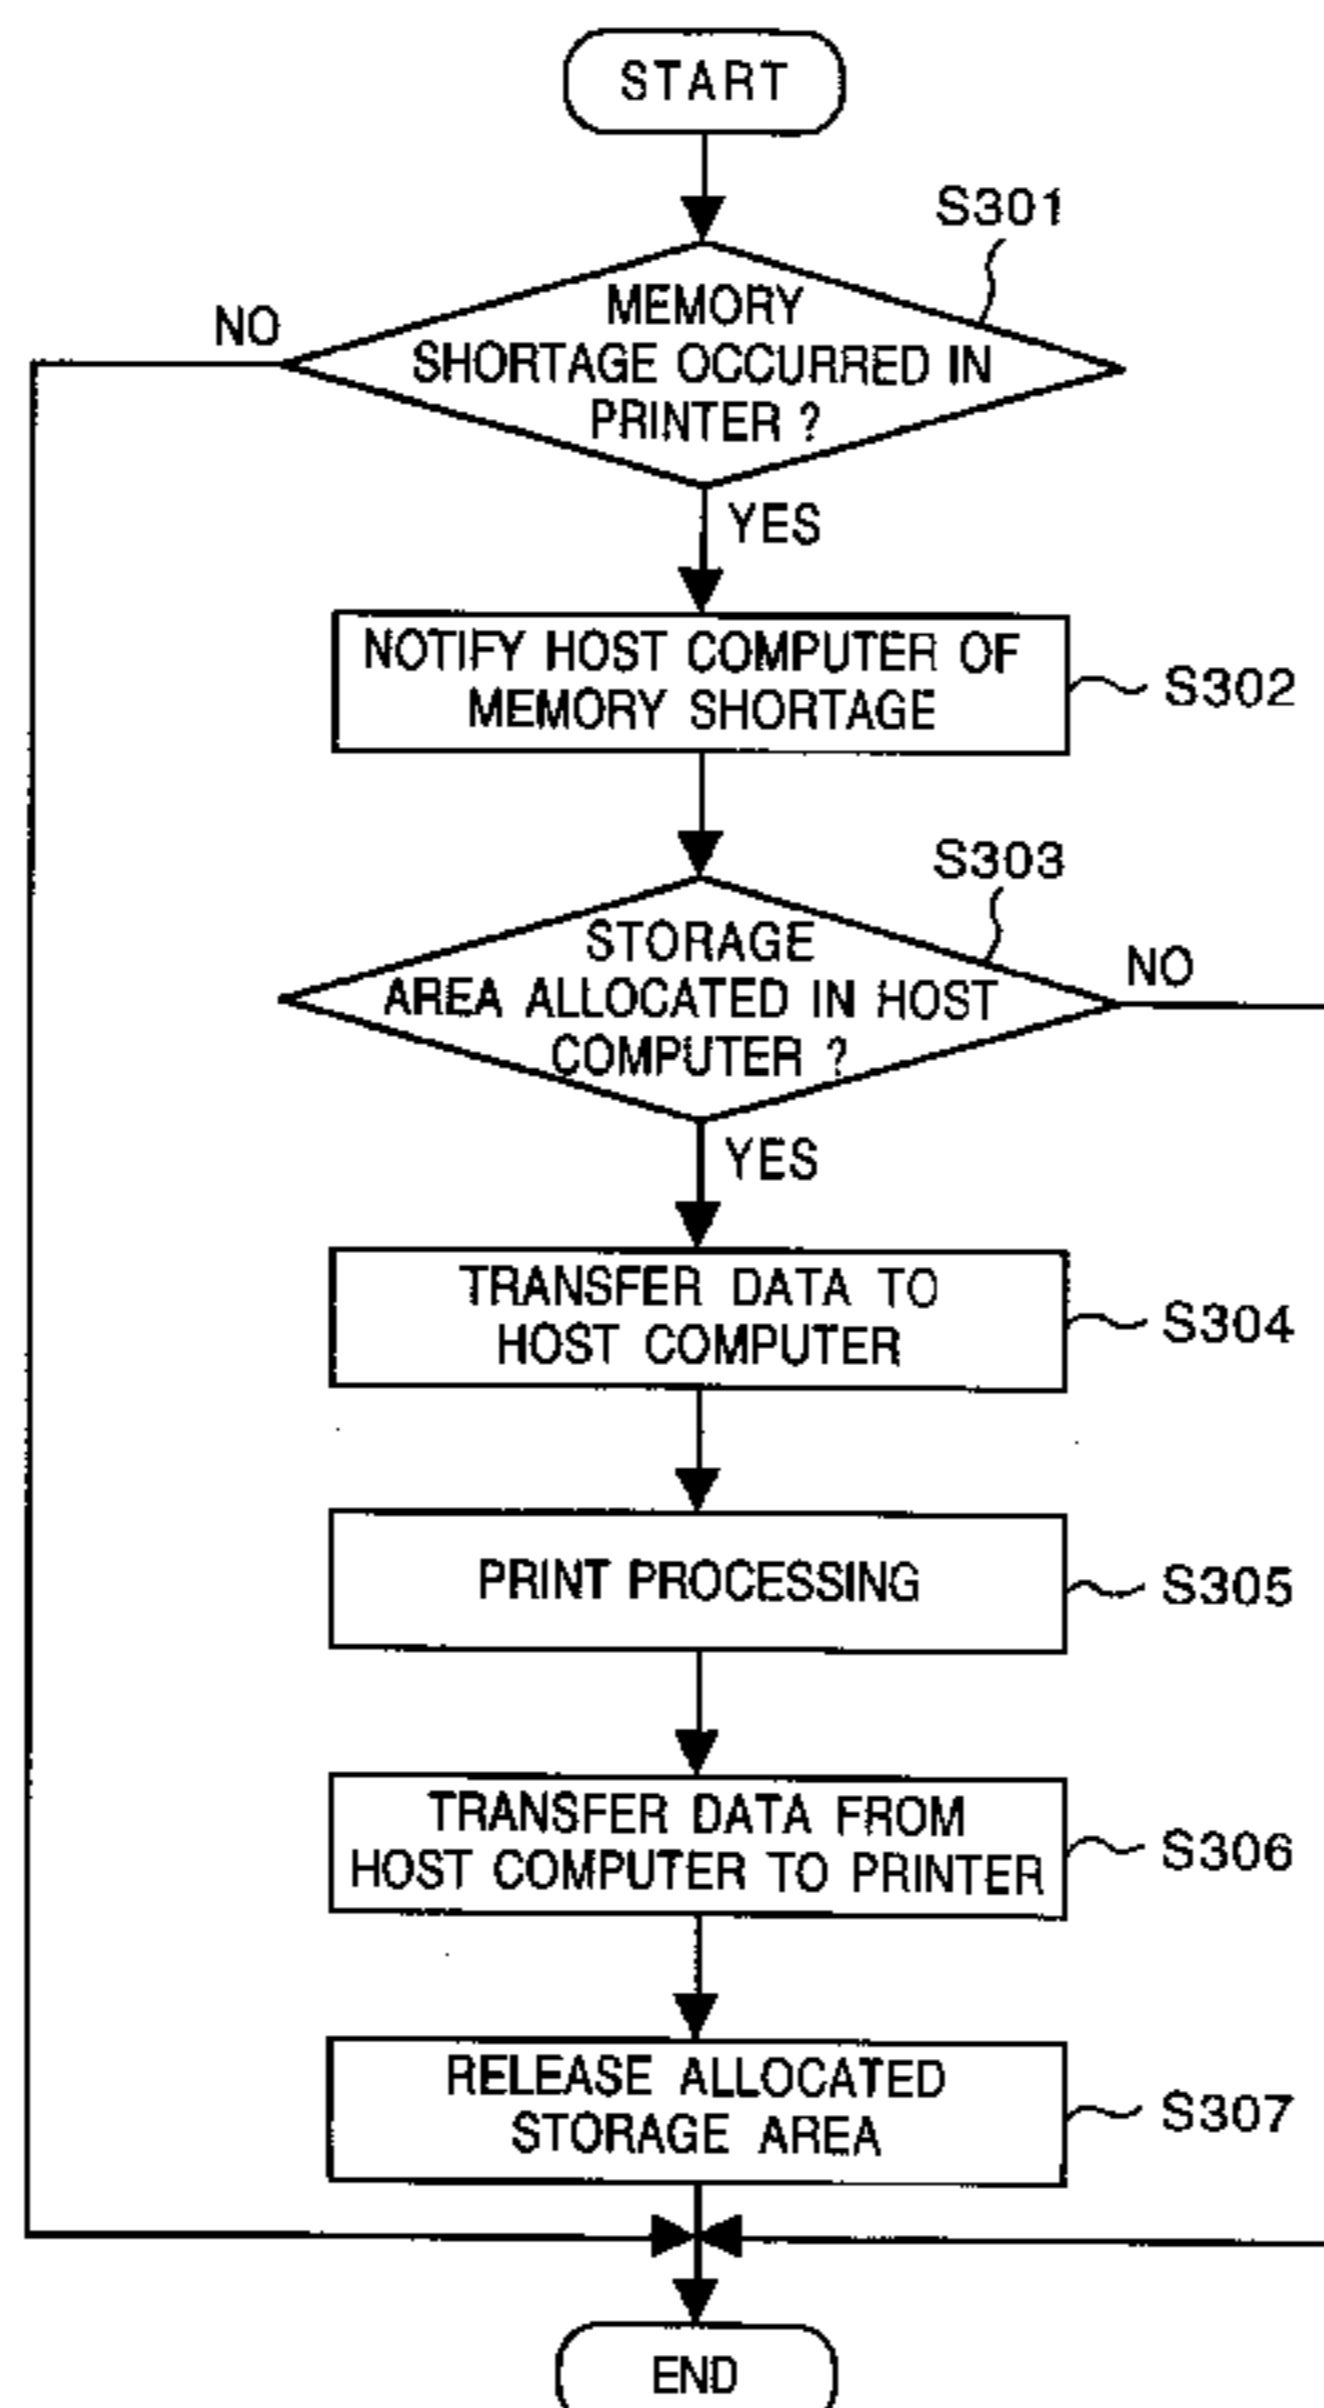 START
S301
NO
MEMORY
SHORTAGE OCCURRED IN
PRINTER ?
YES
NOTIFY HOST COMPUTER OF
MEMORY SHORTAGE
S302
S303
STORAGE
AREA ALLOCATED IN HOST
COMPUTER ?
NO
YES
TRANSFER DATA TO
HOST COMPUTER
S304
PRINT PROCESSING
S305
TRANSFER DATA FROM
HOST COMPUTER TO PRINTER
S306
RELEASE ALLOCATED
STORAGE AREA
S307
END